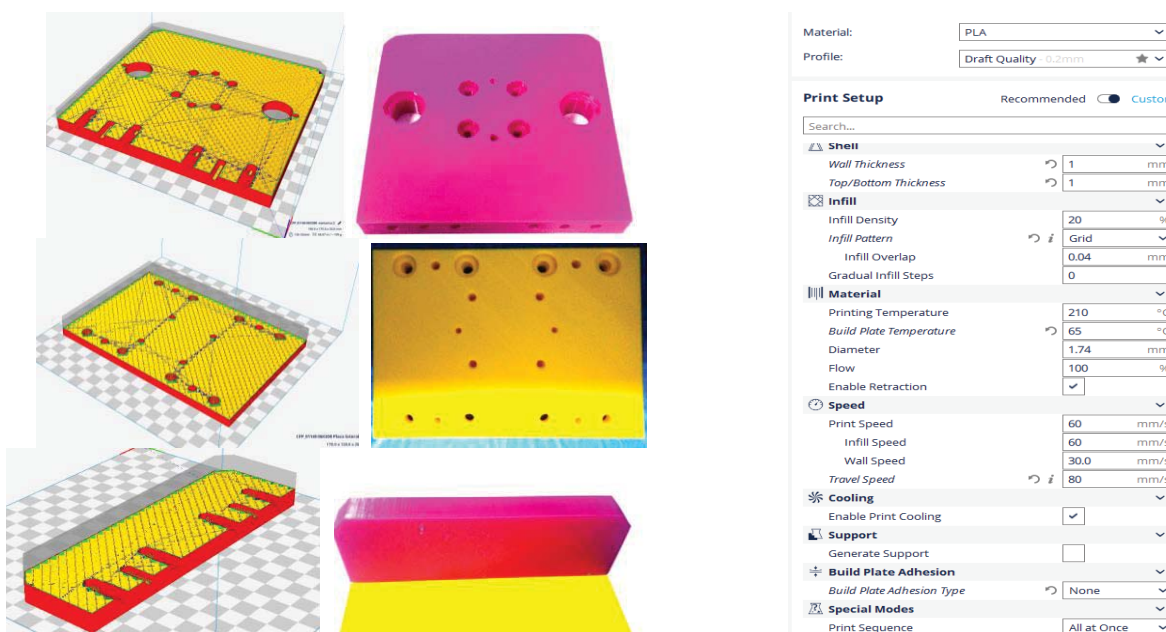 Material: PLA
Profile: Draft Quality - 0.2mm
Print Setup Recommended Custom
Search...
Shell
Wall Thickness 1 mm
Top/Bottom Thickness 1 mm
Infill
Infill Density 20 %
Infill Pattern i Grid
Infill Overlap 0.04 mm
Gradual Infill Steps 0
Material
Printing Temperature 210 °C
Build Plate Temperature 65 °C
Diameter 1.74 mm
Flow 100 %
Enable Retraction
Speed
Print Speed 60 mm/s
Infill Speed 60 mm/s
Wall Speed 30.0 mm/s
Travel Speed i 80 mm/s
Cooling
Enable Print Cooling
Support
Generate Support
Build Plate Adhesion
Build Plate Adhesion Type None
Special Modes
Print Sequence All at Once